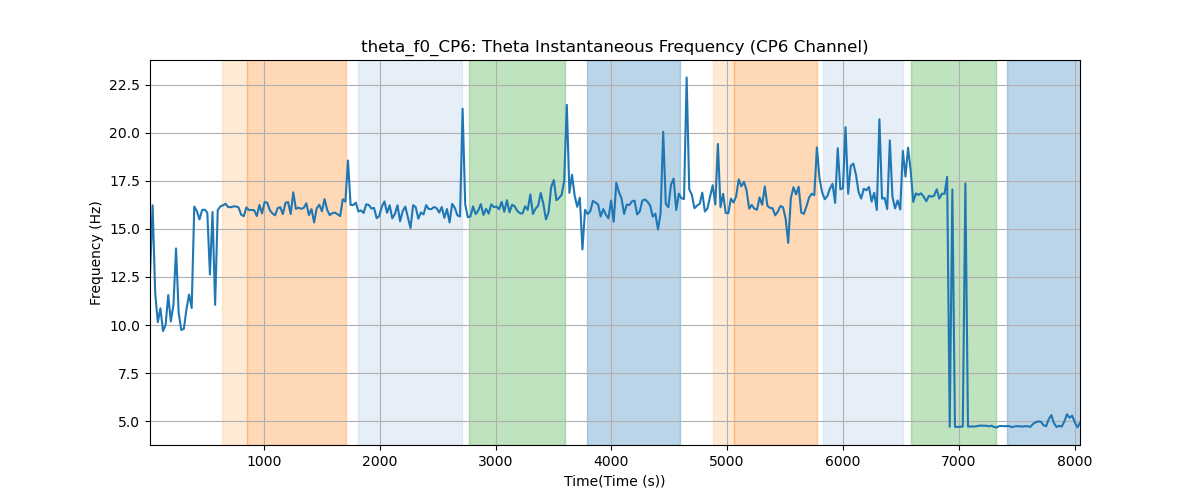 theta_f0_CP6: Theta Instantaneous Frequency (CP6 Channel)
22.5
20.0
17.5
15.0
12.5
10.0
7.5
5.0
Frequency (Hz)
1000 2000 3000 4000 5000 6000 7000 8000
Time(Time (s))